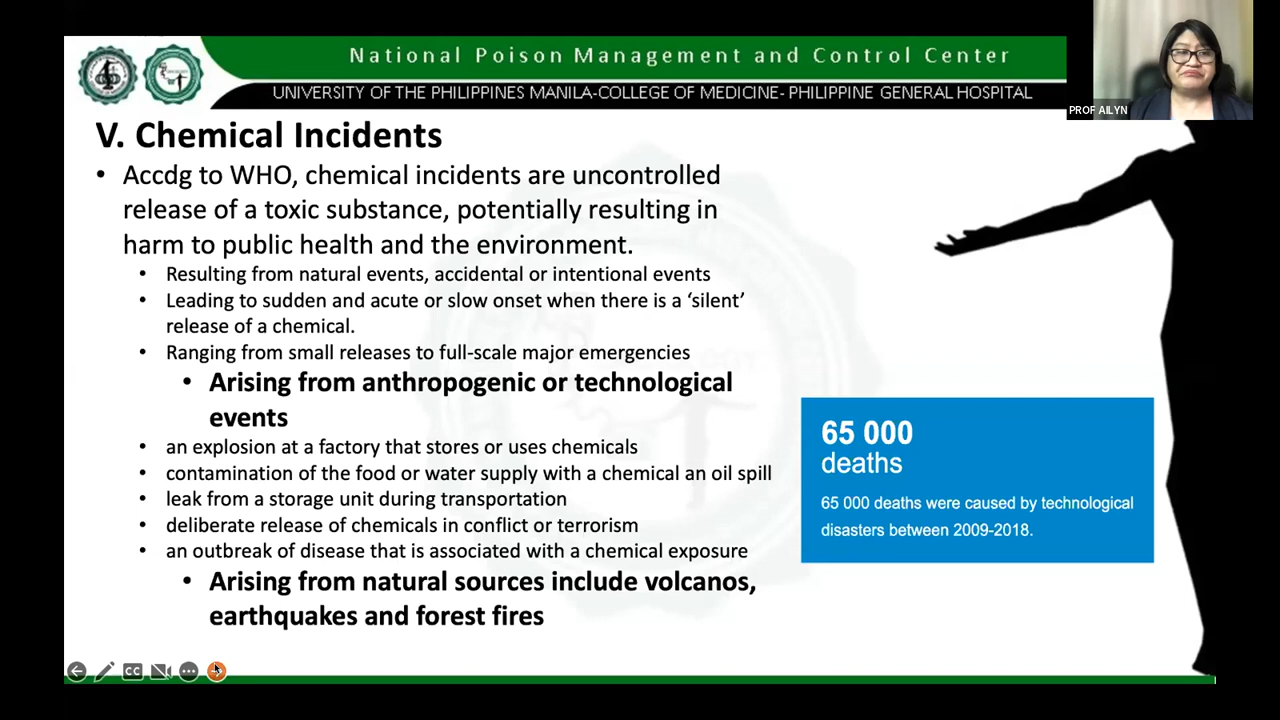 National Poison Management and Control Center
UNIVERSITY OF THE PHILIPPINES MANILA-COLLEGE OF MEDICINE- PHILIPPINE GENERAL HOSPITAL
PROF AILYN
V. Chemical Incidents
• Accdg to WHO, chemical incidents are uncontrolled
release of a toxic substance, potentially resulting in
harm to public health and the environment.
• Resulting from natural events, accidental or intentional events
• Leading to sudden and acute or slow onset when there is a ‘silent’
release of a chemical.
• Ranging from small releases to full-scale major emergencies
• Arising from anthropogenic or technological
events
• an explosion at a factory that stores or uses chemicals
• contamination of the food or water supply with a chemical an oil spill
• leak from a storage unit during transportation
• deliberate release of chemicals in conflict or terrorism
• an outbreak of disease that is associated with a chemical exposure
• Arising from natural sources include volcanos,
earthquakes and forest fires
65 000
deaths
65 000 deaths were caused by technological
disasters between 2009-2018.
CC